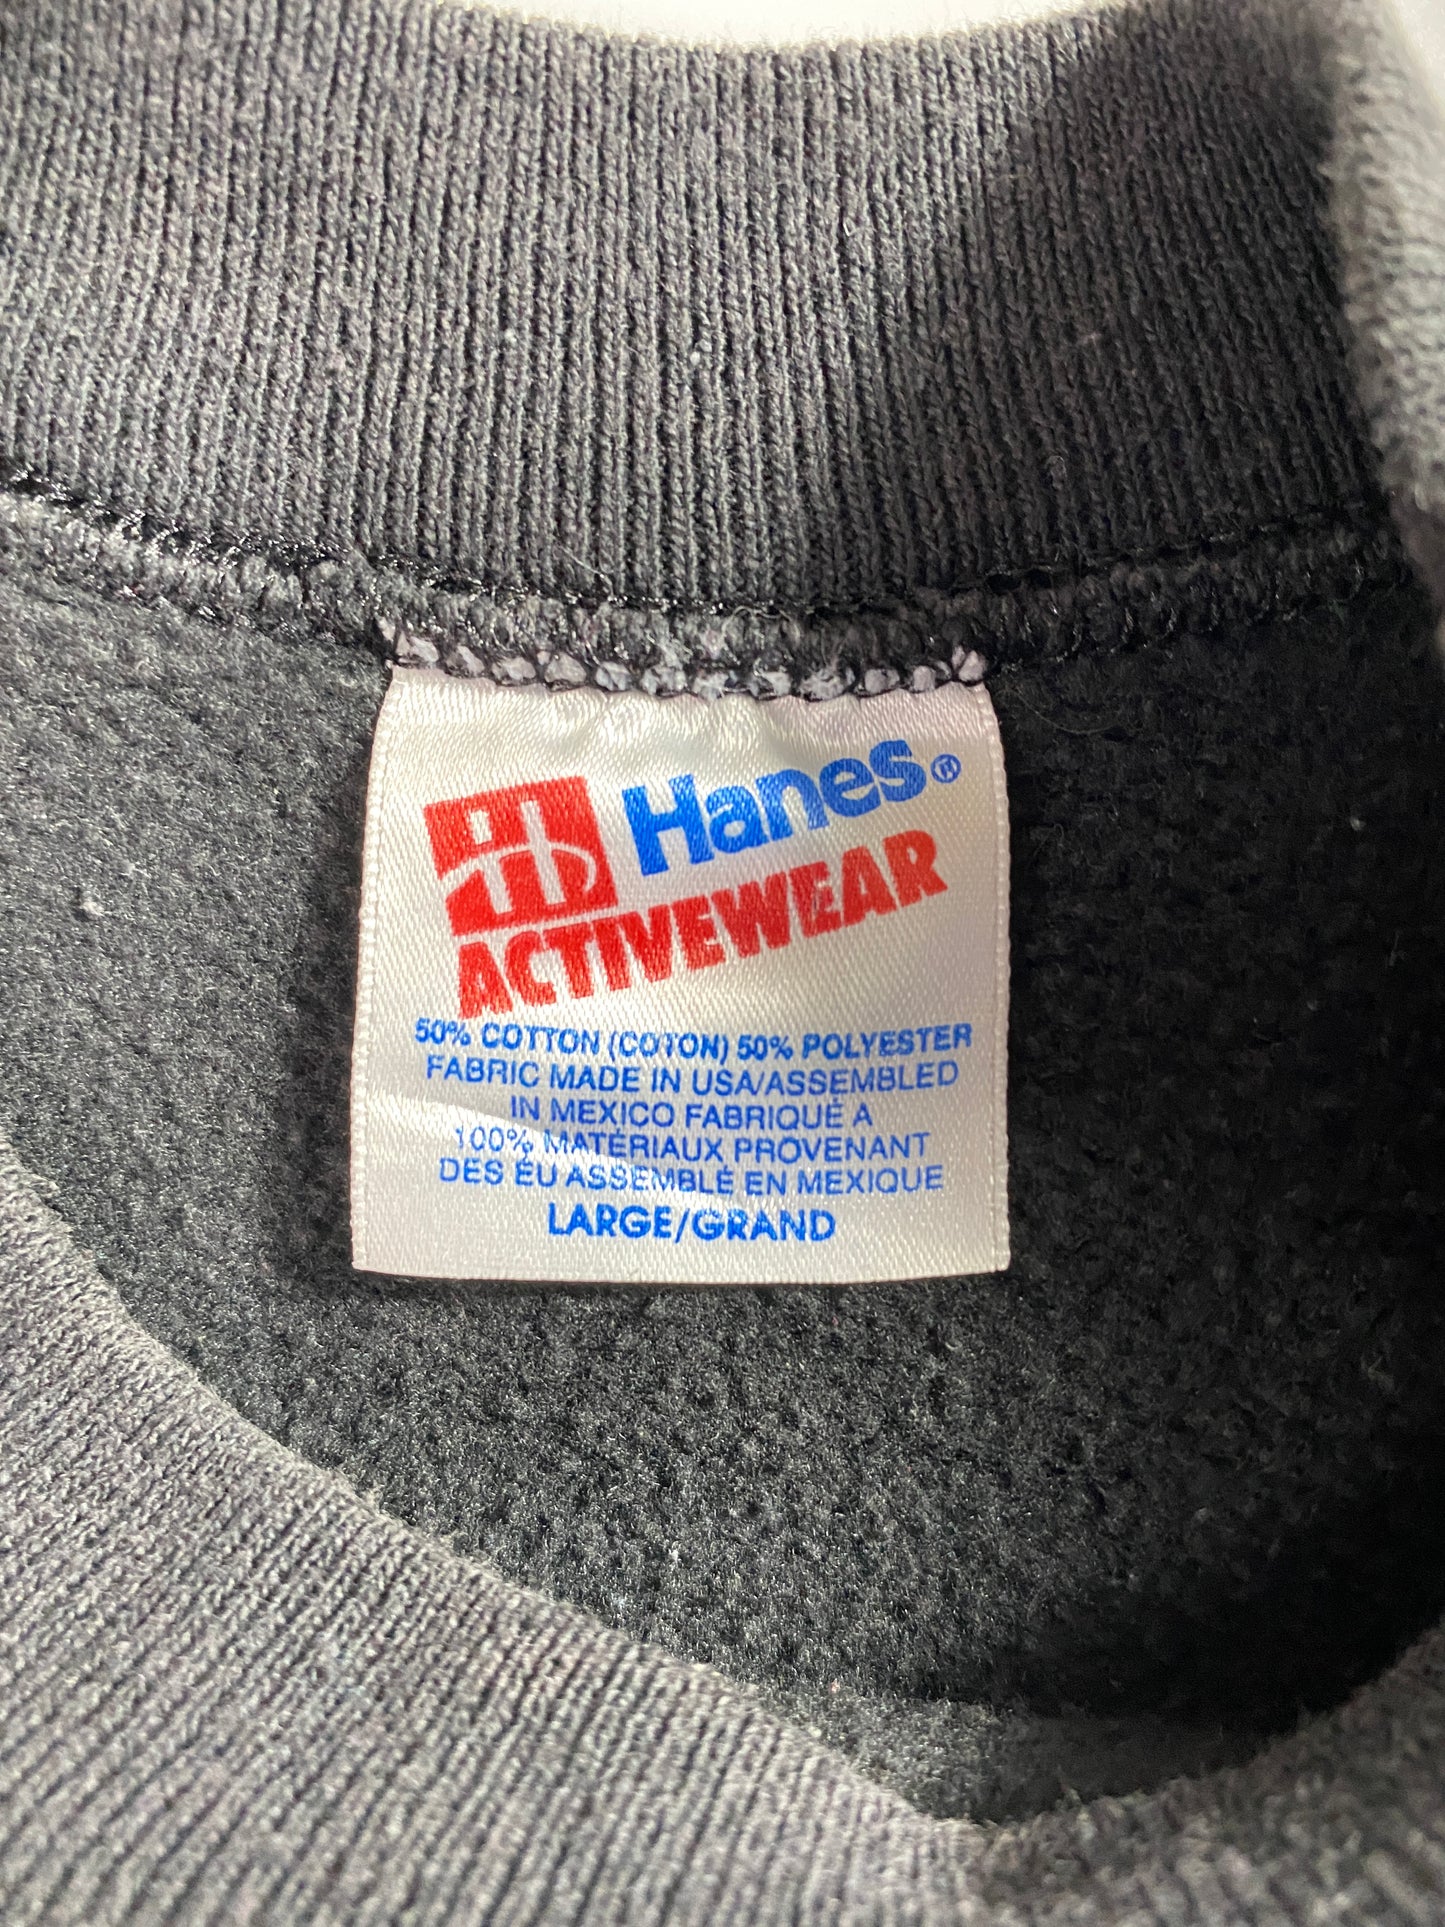 Hanes®
ACTIVEWEAR
50% COTTON (COTON) 50% POLYESTER
FABRIC MADE IN USA/ASSEMBLED
IN MEXICO FABRIQUÉ A
100% MATÉRIAUX PROVENANT
DES ÉU ASSEMBLÉ EN MEXIQUE
LARGE/GRAND